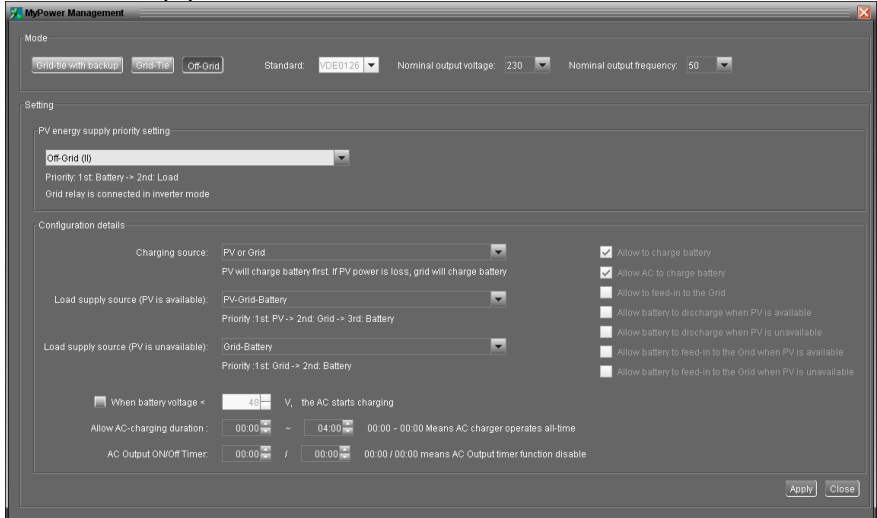 MyPower Management
Mode
Grid-tie with backup Grid-Tie Off-Grid Standard: VDE0126 Nominal output voltage: 230 Nominal output frequency: 50
Setting
PV energy supply priority setting
Off-Grid (II)
Priority: 1st: Battery -> 2nd: Load
Grid relay is connected in inverter mode
Configuration details
Charging source: PV or Grid
PV will charge battery first. If PV power is loss, grid will charge battery
Load supply source (PV is available): PV-Grid-Battery
Priority :1st: PV -> 2nd: Grid -> 3rd: Battery
Load supply source (PV is unavailable): Grid-Battery
Priority :1st: Grid -> 2nd: Battery
When battery voltage < 48 V, the AC starts charging
Allow AC-charging duration : 00:00 ~ 04:00 00:00 - 00:00 Means AC charger operates all-time
AC Output ON/Off Timer: 00:00 / 00:00 00:00 / 00:00 means AC Output timer function disable
Allow to charge battery
Allow AC to charge battery
Allow to feed-in to the Grid
Allow battery to discharge when PV is available
Allow battery to discharge when PV is unavailable
Allow battery to feed-in to the Grid when PV is available
Allow battery to feed-in to the Grid when PV is unavailable
Apply Close